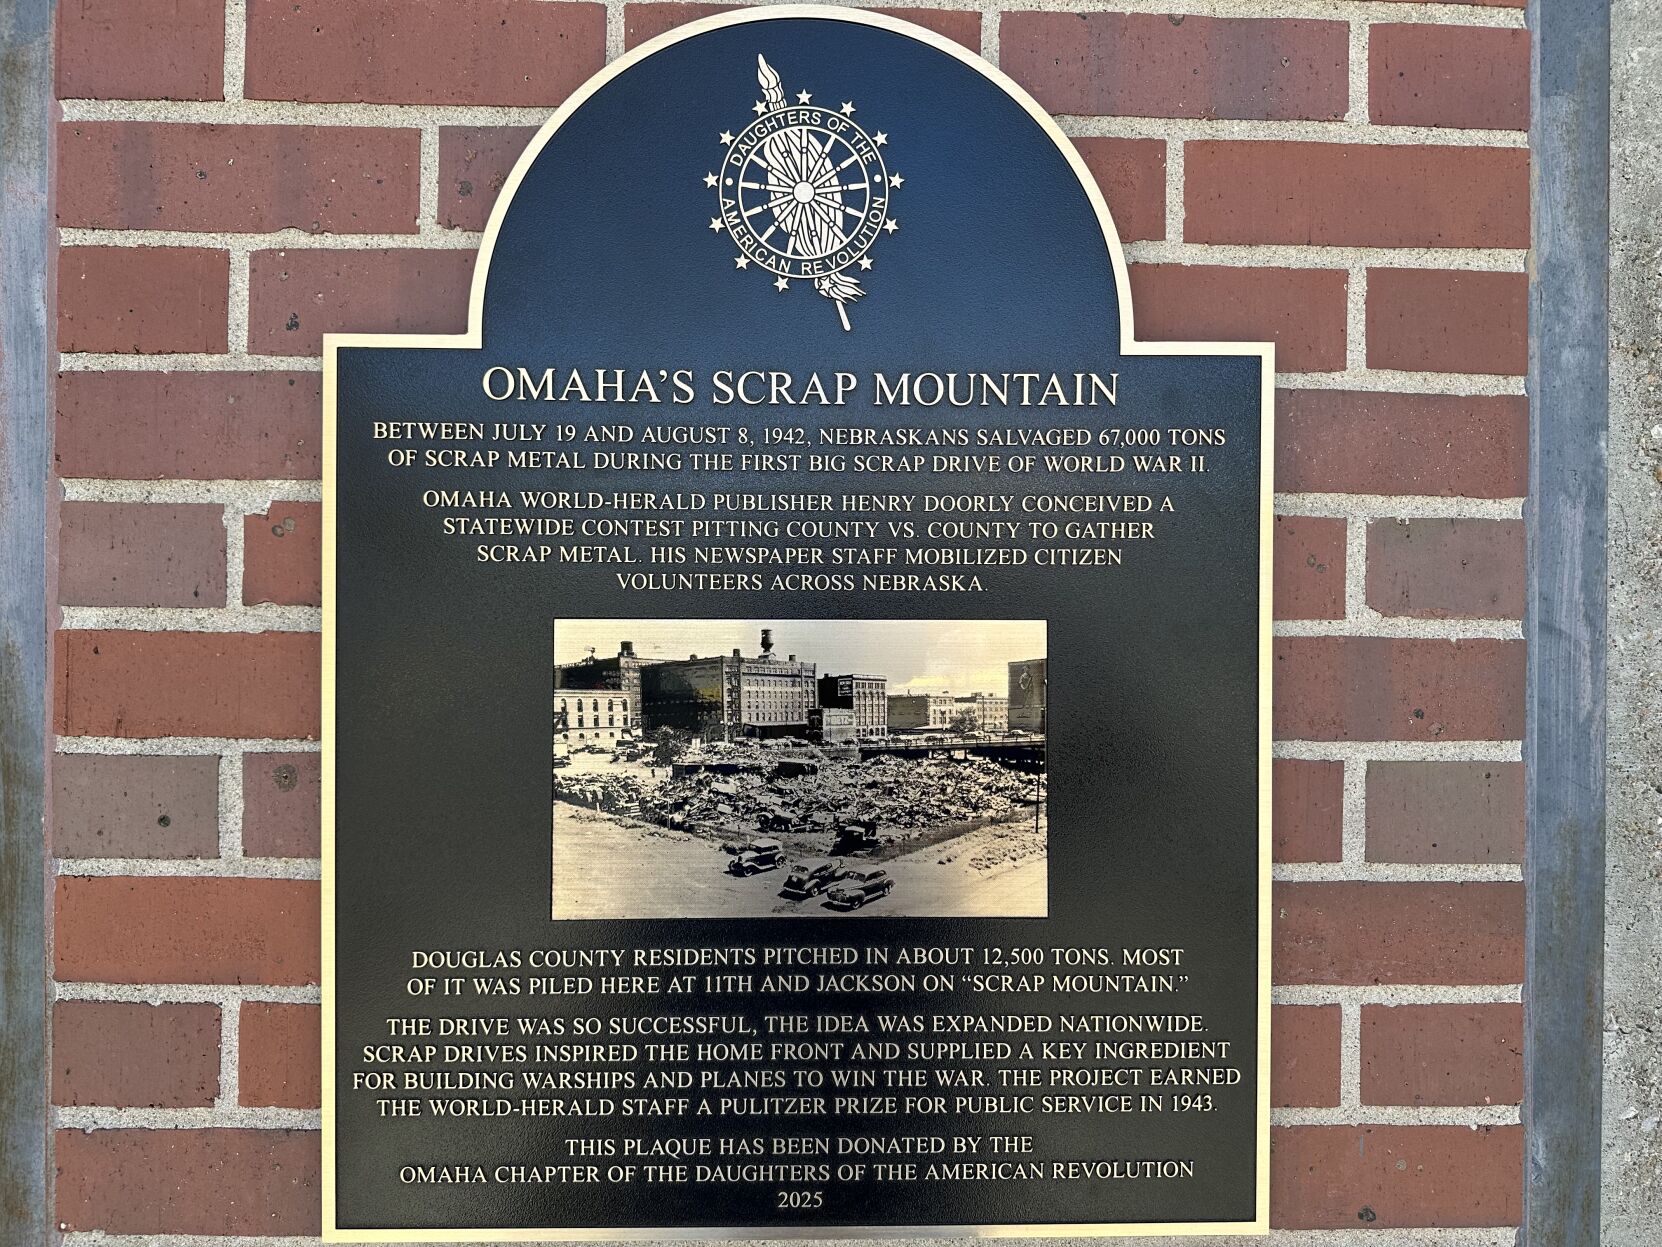 DAUGHTERS OF THE
AMERICAN REVOLUTION
OMAHA'S SCRAP MOUNTAIN
BETWEEN JULY 19 AND AUGUST 8, 1942, NEBRASKANS SALVAGED 67,000 TONS
OF SCRAP METAL DURING THE FIRST BIG SCRAP DRIVE OF WORLD WAR II.
OMAHA WORLD-HERALD PUBLISHER HENRY DOORLY CONCEIVED A
STATEWIDE CONTEST PITTING COUNTY VS. COUNTY TO GATHER
SCRAP METAL. HIS NEWSPAPER STAFF MOBILIZED CITIZEN
VOLUNTEERS ACROSS NEBRASKA.
DOUGLAS COUNTY RESIDENTS PITCHED IN ABOUT 12,500 TONS. MOST
OF IT WAS PILED HERE AT 11TH AND JACKSON ON “SCRAP MOUNTAIN.”
THE DRIVE WAS SO SUCCESSFUL, THE IDEA WAS EXPANDED NATIONWIDE.
SCRAP DRIVES INSPIRED THE HOME FRONT AND SUPPLIED A KEY INGREDIENT
FOR BUILDING WARSHIPS AND PLANES TO WIN THE WAR. THE PROJECT EARNED
THE WORLD-HERALD STAFF A PULITZER PRIZE FOR PUBLIC SERVICE IN 1943.
THIS PLAQUE HAS BEEN DONATED BY THE
OMAHA CHAPTER OF THE DAUGHTERS OF THE AMERICAN REVOLUTION
2025